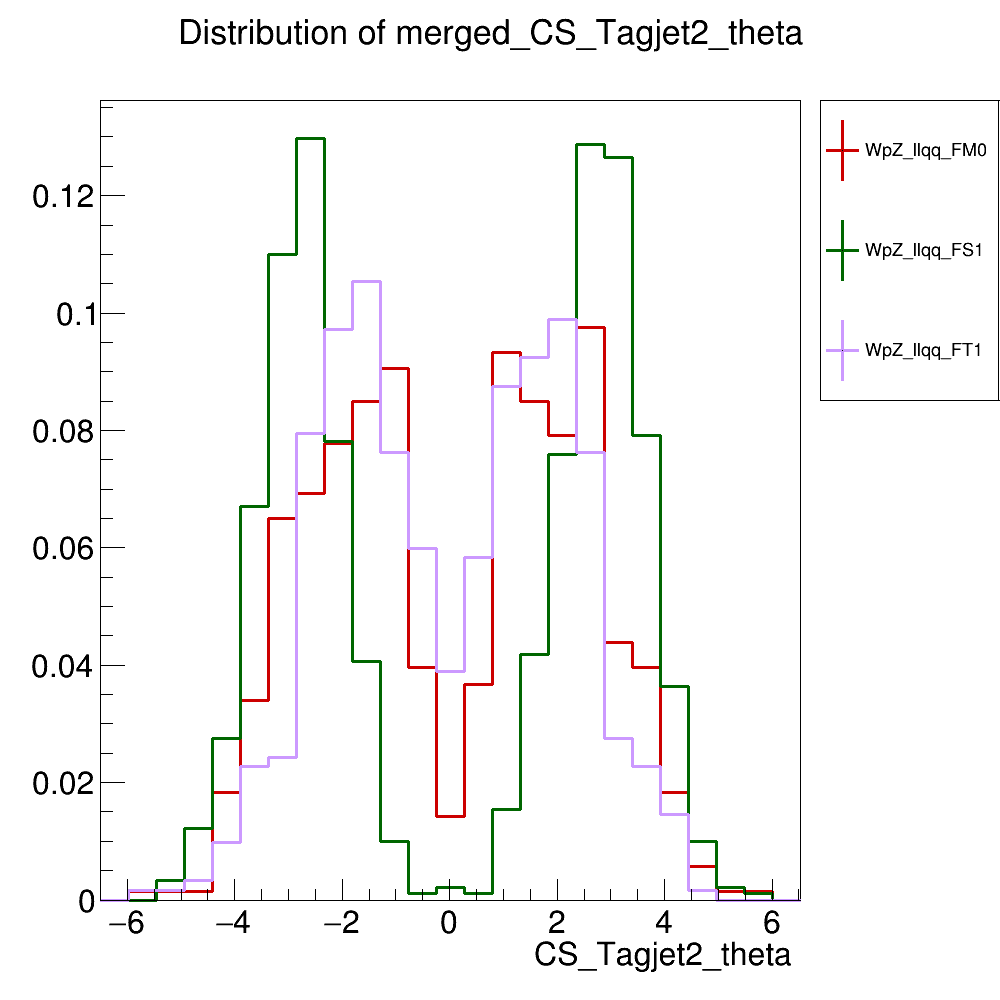 Distribution of merged_CS_Tagjet2_theta
WpZ_llqq_FM0
WpZ_llqq_FS1
WpZ_llqq_FT1
0.12
0.1
0.08
0.06
0.04
0.02
0
−6 −4 −2 0 2 4 6
CS_Tagjet2_theta